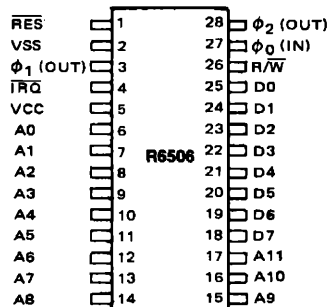 R̅E̅S̅ 1 28 ϕ2 (OUT)
VSS 2 27 ϕ0 (IN)
ϕ1 (OUT) 3 26 R/W̅
I̅R̅Q̅ 4 25 D0
VCC 5 24 D1
A0 6 23 D2
A1 7 R6506 22 D3
A2 8 21 D4
A3 9 20 D5
A4 10 19 D6
A5 11 18 D7
A6 12 17 A11
A7 13 16 A10
A8 14 15 A9